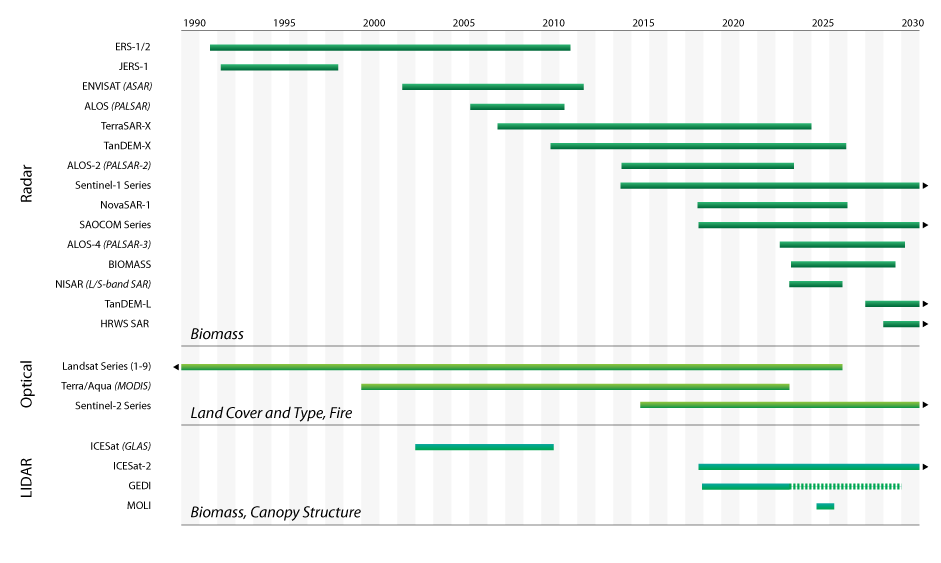 1990 1995 2000 2005 2010 2015 2020 2025 2030
Radar
ERS-1/2
JERS-1
ENVISAT (ASAR)
ALOS (PALSAR)
TerraSAR-X
TanDEM-X
ALOS-2 (PALSAR-2)
Sentinel-1 Series
NovaSAR-1
SAOCOM Series
ALOS-4 (PALSAR-3)
BIOMASS
NISAR (L/S-band SAR)
TanDEM-L
HRWS SAR
Biomass
Optical
Landsat Series (1-9)
Terra/Aqua (MODIS)
Sentinel-2 Series
Land Cover and Type, Fire
LIDAR
ICESat (GLAS)
ICESat-2
GEDI
MOLI
Biomass, Canopy Structure